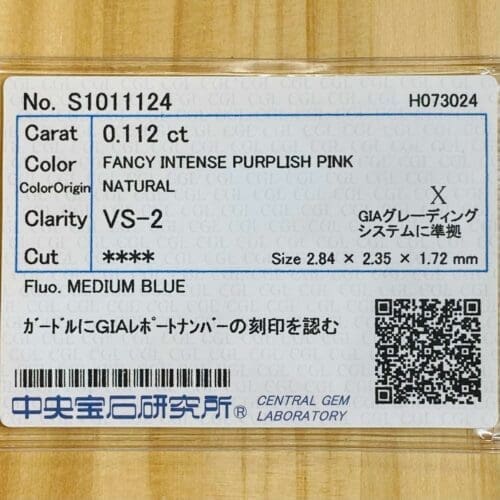 No. S1011124 H073024
Carat 0.112 ct
Color FANCY INTENSE PURPLISH PINK
ColorOrigin NATURAL
X
Clarity VS-2
GIAグレーディング
システムに準拠
Cut **** Size 2.84 × 2.35 × 1.72 mm
Fluo. MEDIUM BLUE
ガードルにGIAレポートナンバーの刻印を認む
中央宝石研究所® CENTRAL GEM
LABORATORY